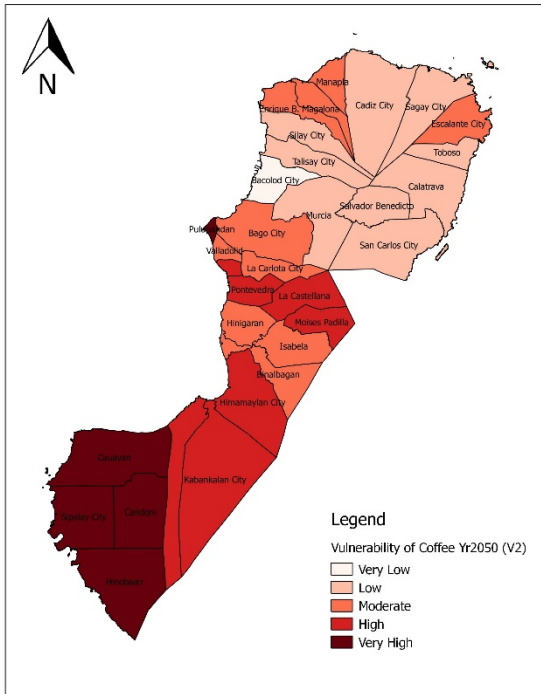 N
Manapla
Cadiz City
Sagay City
Enrique B. Magalona
Escalante City
Silay City
Toboso
Talisay City
Bacolod City
Calatrava
Salvador Benedicto
Murcia
Pulupandan
Bago City
San Carlos City
Valladolid
La Carlota City
Pontevedra
La Castellana
Moises Padilla
Hinigaran
Isabela
Binalbagan
Himamaylan City
Cauayan
Kabankalan City
Sipalay City
Candoni
Hinobaan
Legend
Vulnerability of Coffee Yr2050 (V2)
Very Low
Low
Moderate
High
Very High